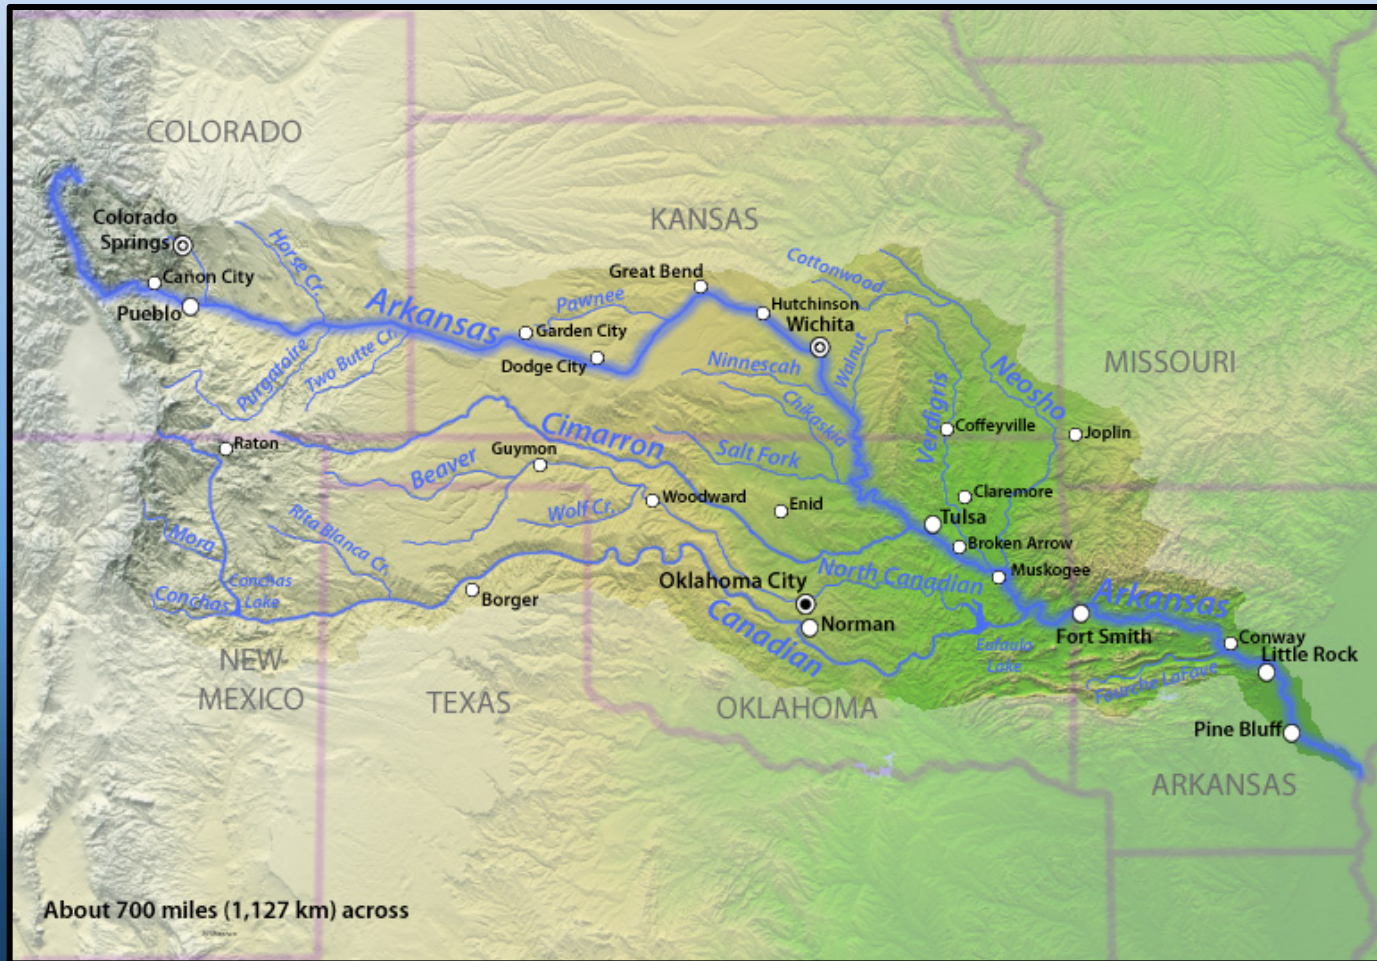 COLORADO
Colorado
Springs
Horse Cr.
KANSAS
Cottonwood
Canon City
Great Bend
Pueblo
Arkansas
Pawnee
Hutchinson
Wichita
Garden City
Dodge City
Purgatoire
Two Butte Cr.
Ninnescah
Walnut
Neosho
MISSOURI
Chikaskia
Verdigris
Coffeyville
Joplin
Raton
Cimarron
Guymon
Beaver
Salt Fork
Woodward
Enid
Claremore
Wolf Cr.
Tulsa
Rita Blanca Cr.
Mora
Broken Arrow
North Canadian
Muskogee
Conchas
Lake
Conchas
Borger
Oklahoma City
Canadian
Norman
Arkansas
Fort Smith
Eufaula
Lake
Conway
Little Rock
Fourche LaFave
NEW
MEXICO
TEXAS
OKLAHOMA
Pine Bluff
ARKANSAS
About 700 miles (1,127 km) across